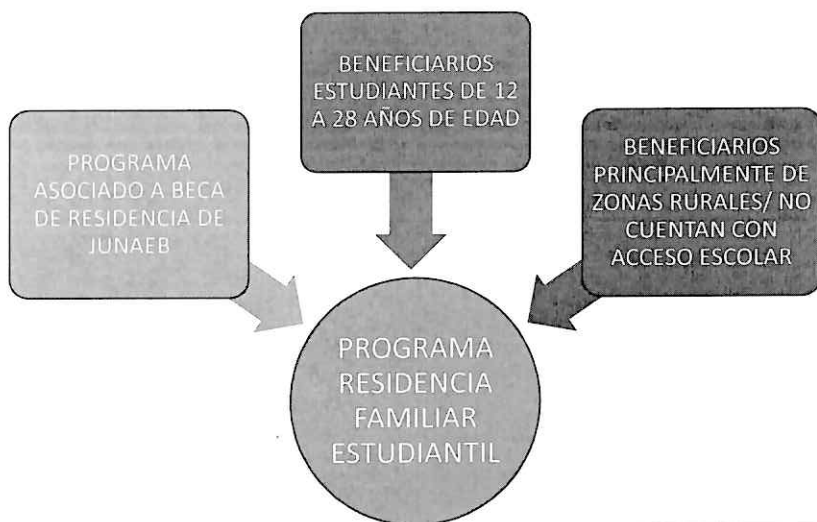 BENEFICIARIOS
ESTUDIANTES DE 12
A 28 AÑOS DE EDAD
PROGRAMA
ASOCIADO A BECA
DE RESIDENCIA DE
JUNAEB
BENEFICIARIOS
PRINCIPALMENTE DE
ZONAS RURALES/ NO
CUENTAN CON
ACCESO ESCOLAR
PROGRAMA
RESIDENCIA
FAMILIAR
ESTUDIANTIL